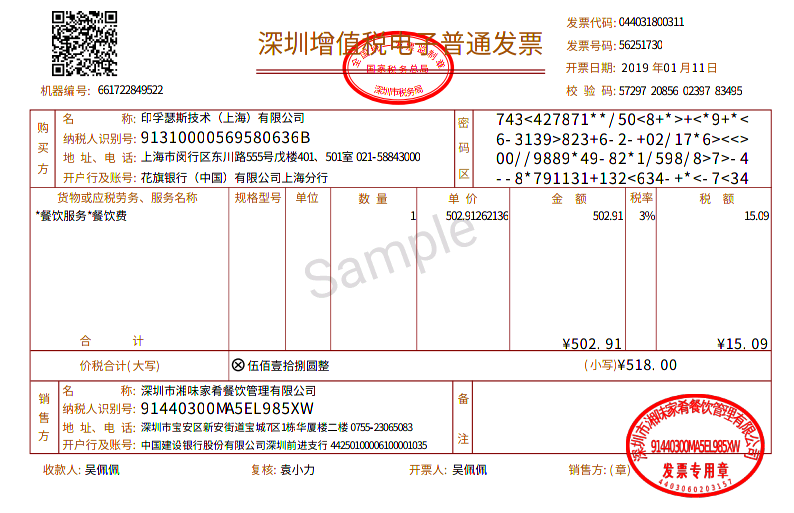 深圳增值税电子普通发票
国家税务总局
深圳市税务局
发票代码: 044031800311
发票号码: 56251730
开票日期: 2019 年01 月11日
机器编号: 661722849522
校 验 码: 57297 20856 02397 83495
购买方
名 称: 印孚瑟斯技术（上海）有限公司
纳税人识别号: 91310000569580636B
地 址、电 话: 上海市闵行区东川路555号戊楼401、501室 021-58843000
开户行及账号: 花旗银行（中国）有限公司上海分行
密码区
743<427871**/50<8+*>+<*9+*<
6-3139>823+6-2-+02/17*6><<>
00//9889*49-82*1/598/8>7>-4
--8*791131+132<634-+*<-7<34
货物或应税劳务、服务名称 规格型号 单位 数 量 单 价 金 额 税率 税 额
*餐饮服务*餐饮费 1 502.91262136 502.91 3% 15.09
Sample
合 计 ¥502.91 ¥15.09
价税合计(大写) ⊗ 伍佰壹拾捌圆整 (小写)¥518.00
销售方
名 称: 深圳市湘味家肴餐饮管理有限公司
纳税人识别号: 91440300MA5EL985XW
地 址、电 话: 深圳市宝安区新安街道宝城7区1栋华厦楼二楼 0755-23065083
开户行及账号: 中国建设银行股份有限公司深圳前进支行 44250100006100001035
备注
深圳市湘味家肴餐饮管理有限公司
91440300MA5EL985XW
发票专用章
4403060203157
收款人: 吴佩佩 复核: 袁小力 开票人: 吴佩佩 销售方: (章)